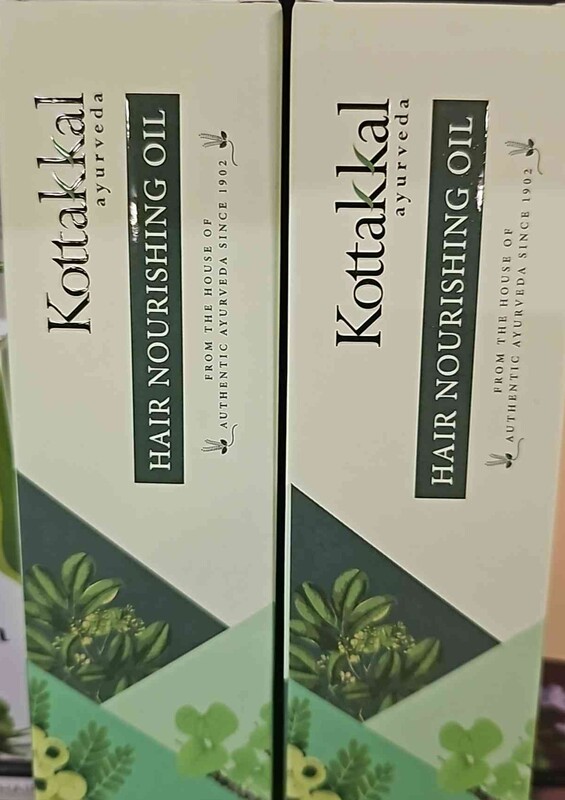 Kottakkal
ayurveda
HAIR NOURISHING OIL
FROM THE HOUSE OF
AUTHENTIC AYURVEDA SINCE 1902
Kottakkal
ayurveda
HAIR NOURISHING OIL
FROM THE HOUSE OF
AUTHENTIC AYURVEDA SINCE 1902